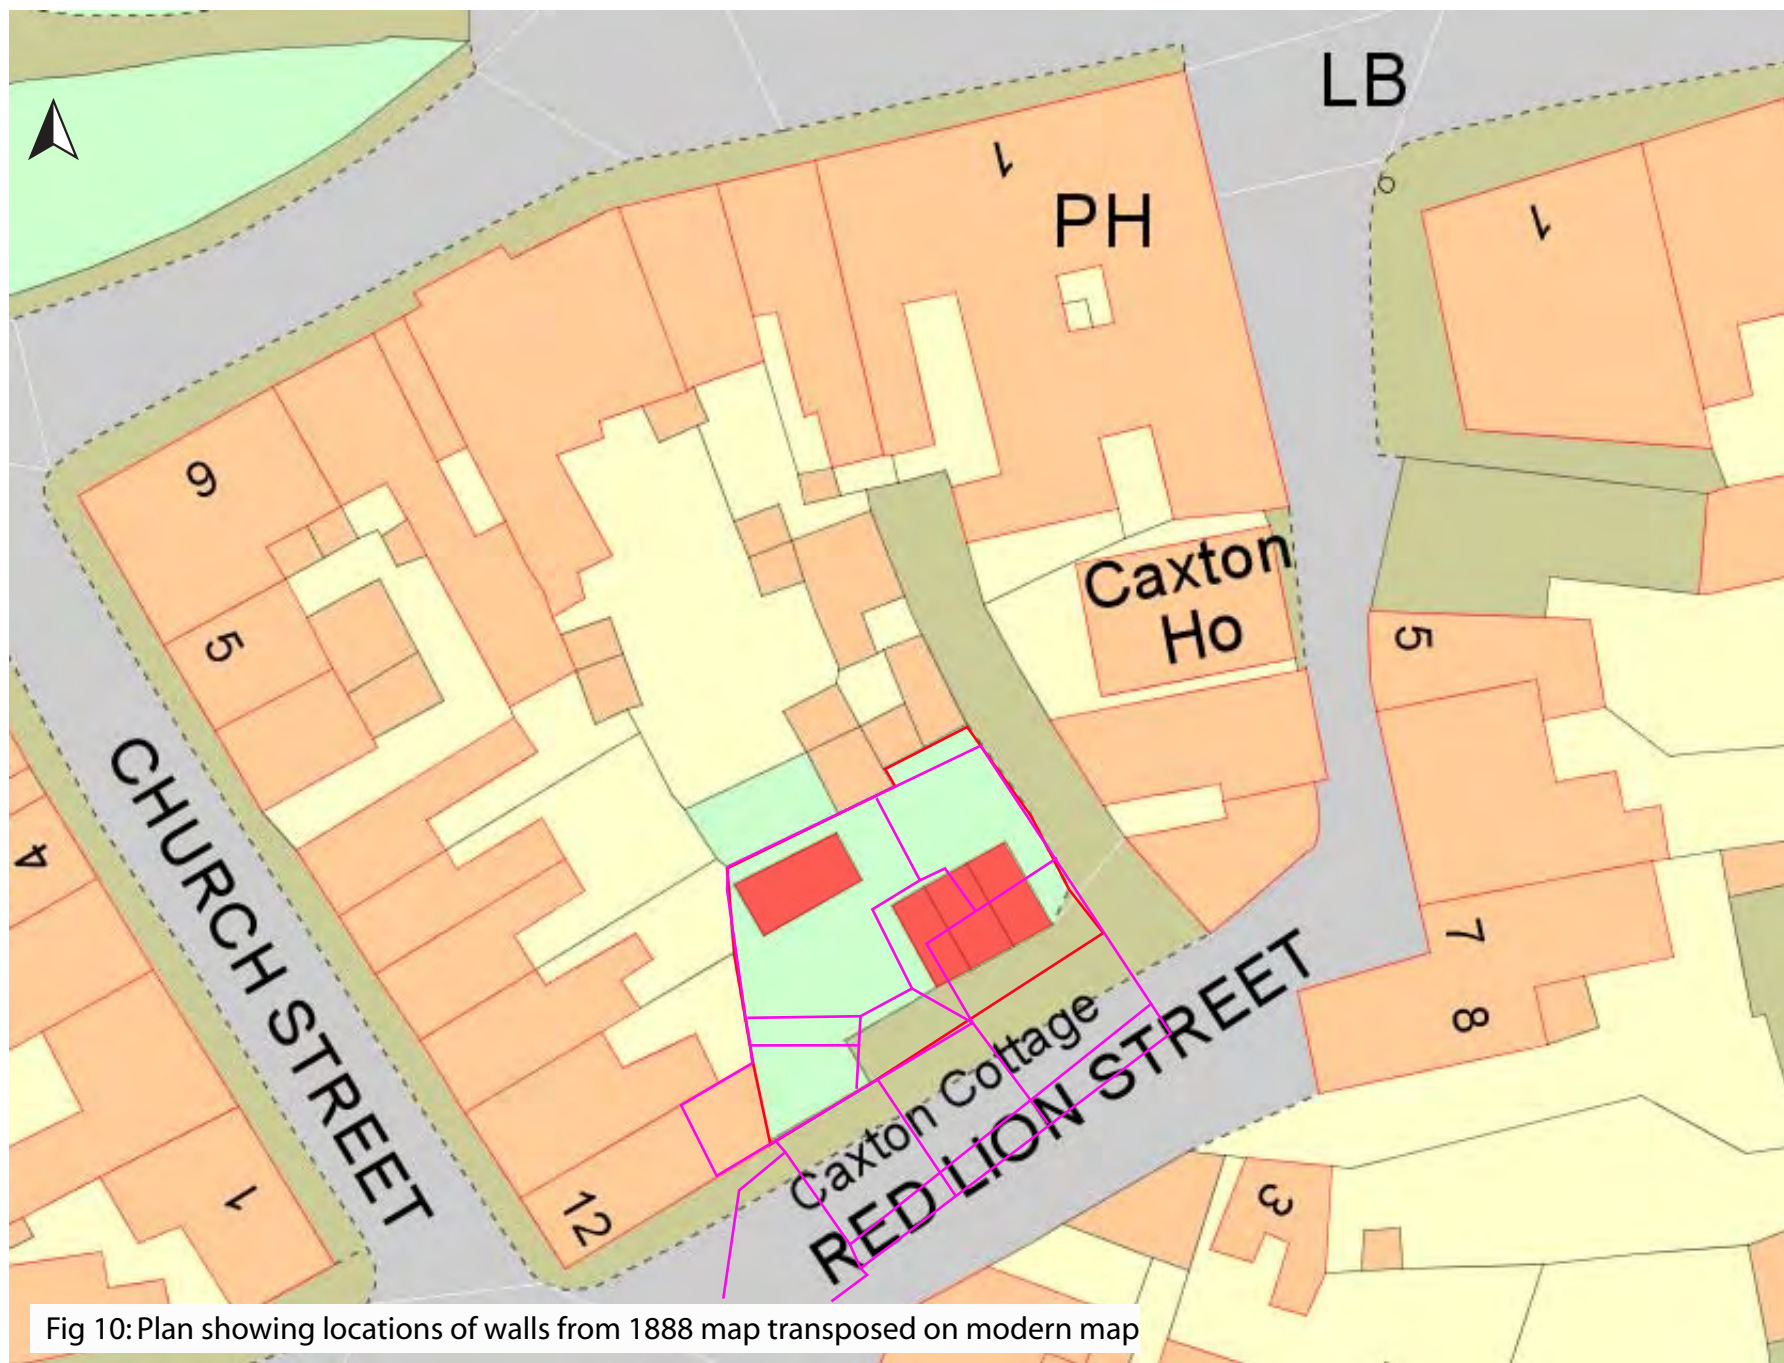 LB
1
PH
1
6
Caxton
Ho
5
5
CHURCH STREET
4
7
8
Caxton Cottage
RED LION STREET
1
12
3
Fig 10: Plan showing locations of walls from 1888 map transposed on modern map